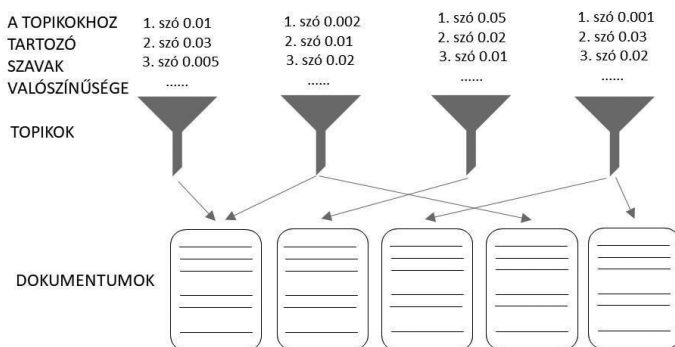 A TOPIKOKHOZ
TARTOZÓ
SZAVAK
VALÓSZÍNŰSÉGE
1. szó 0.01
2. szó 0.03
3. szó 0.005
......
1. szó 0.002
2. szó 0.01
3. szó 0.02
......
1. szó 0.05
2. szó 0.02
3. szó 0.01
......
1. szó 0.001
2. szó 0.03
3. szó 0.02
......
TOPIKOK
DOKUMENTUMOK